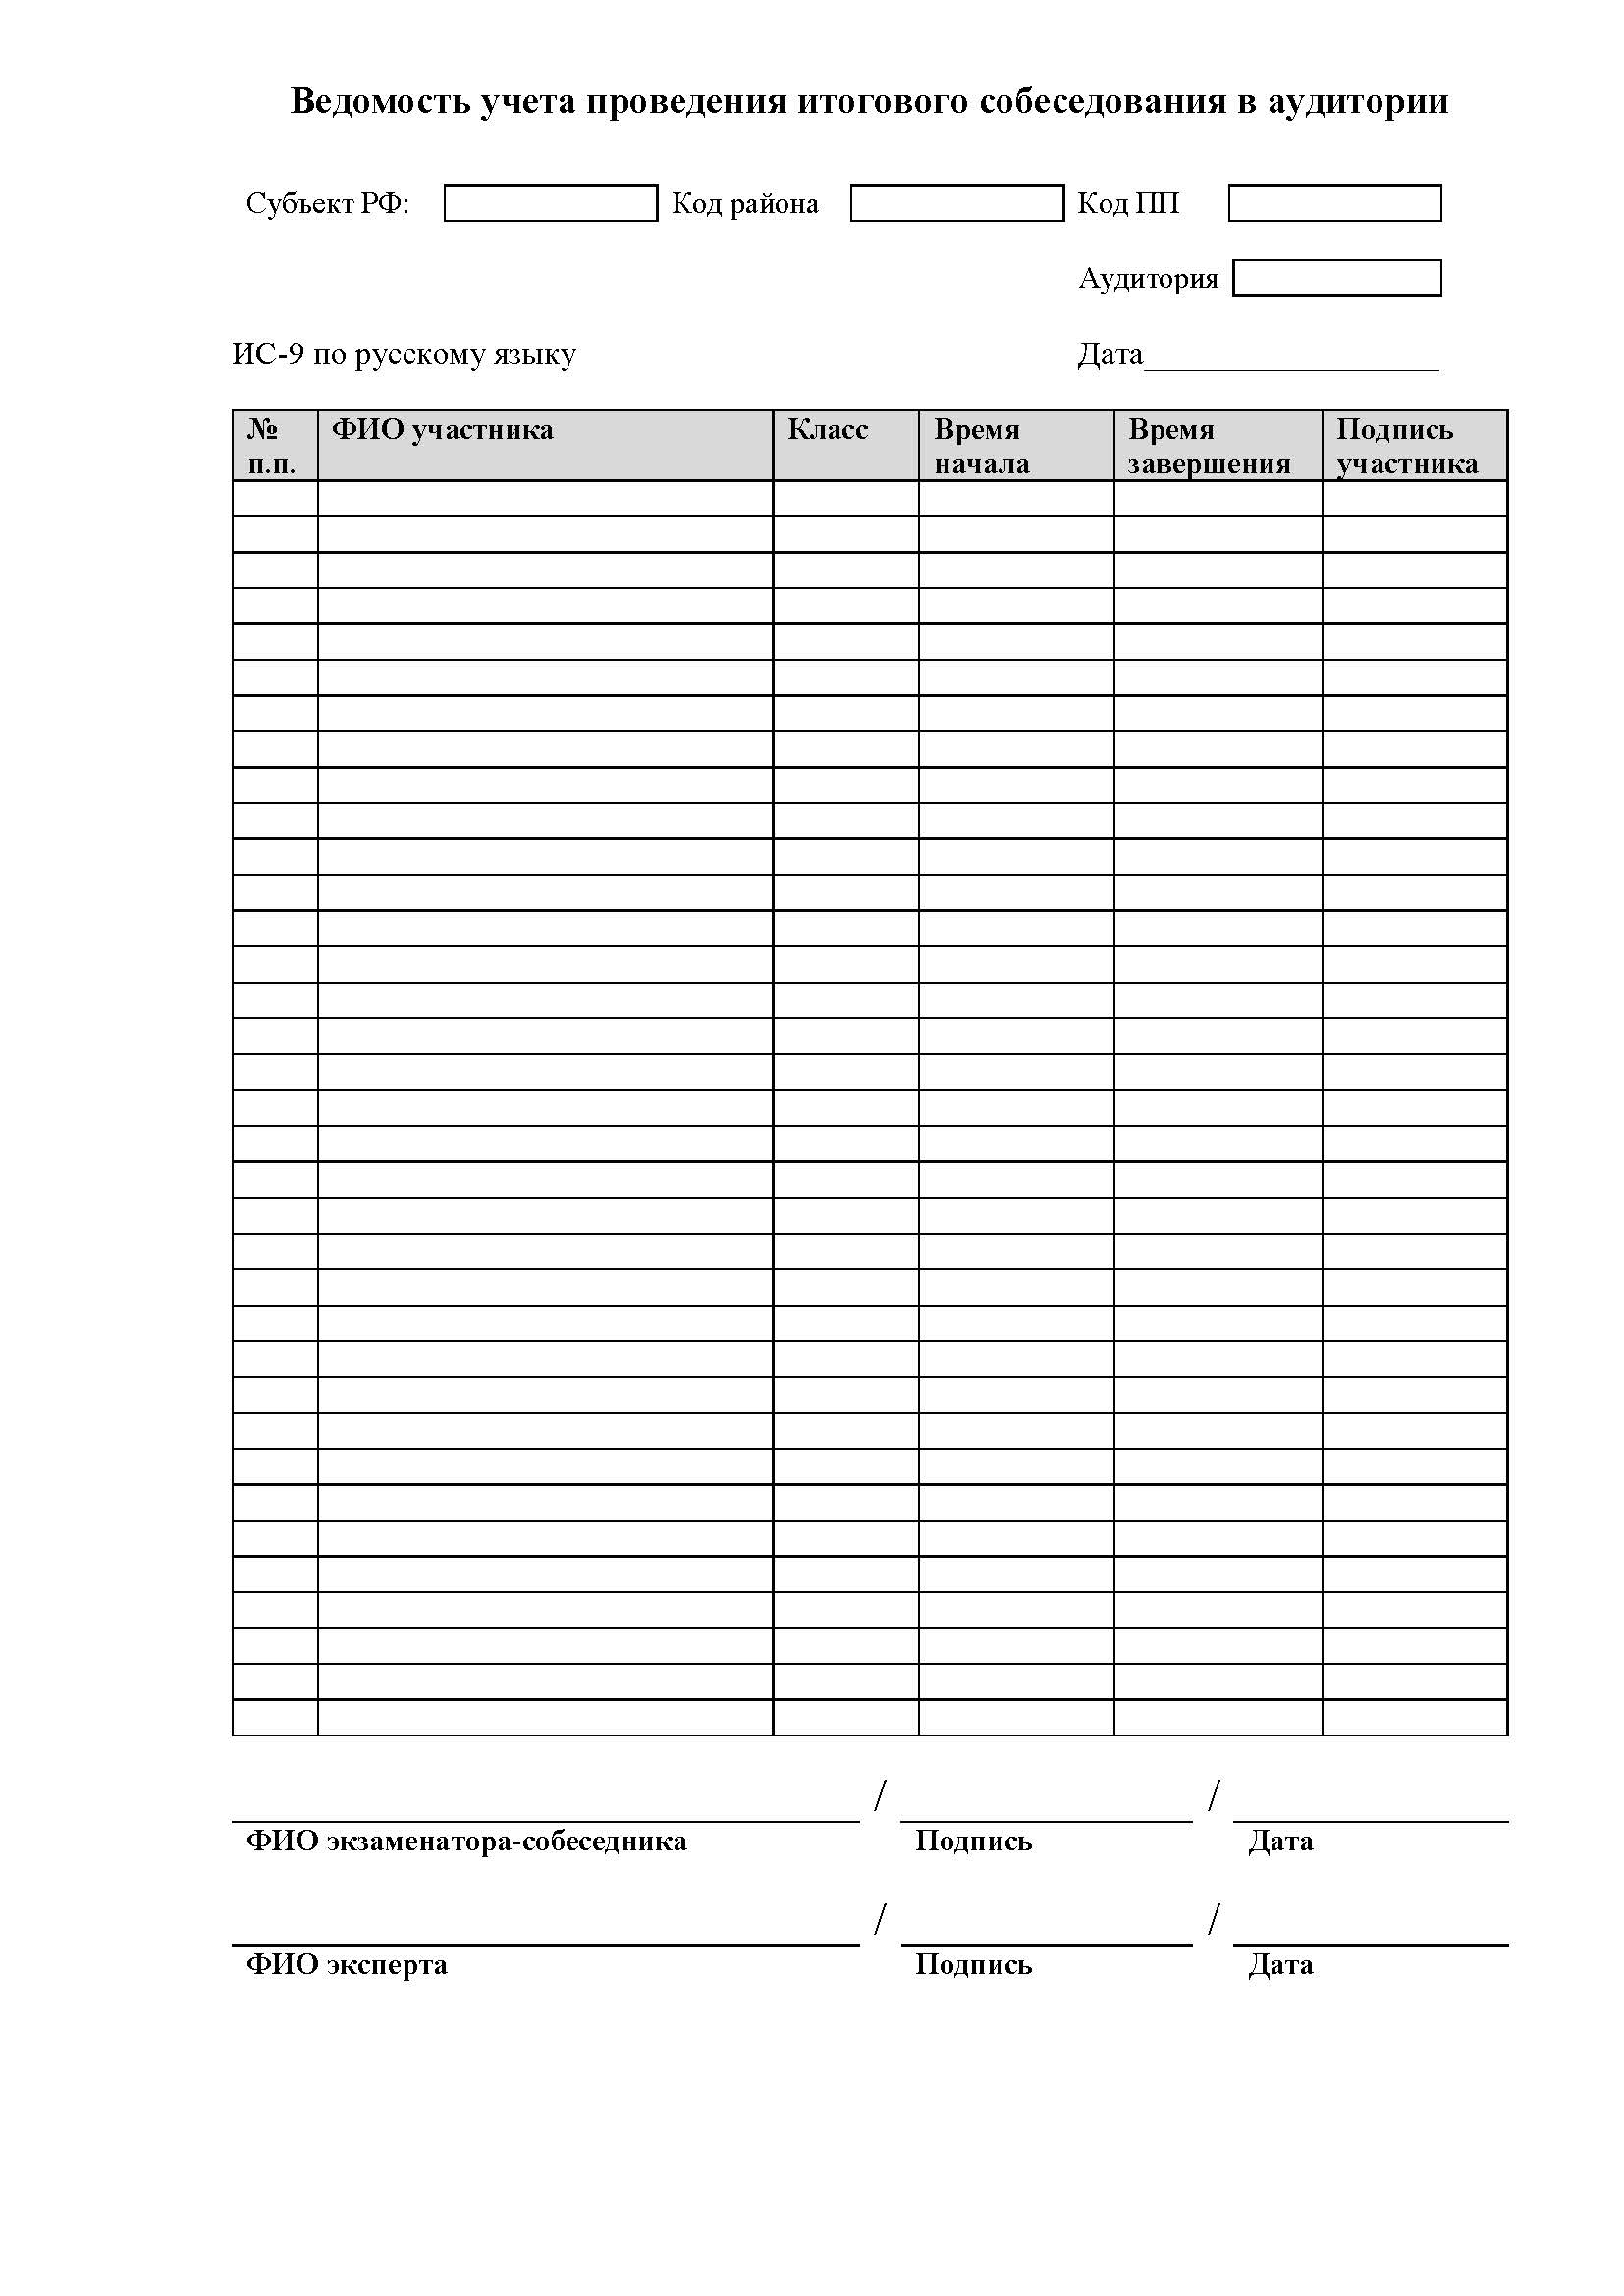 Ведомость учета проведения итогового собеседования в аудитории
Субъект РФ: Код района Код ПП
Аудитория
ИС-9 по русскому языку Дата____________________
№ ФИО участника Класс Время Время Подпись
п.п. начала завершения участника
/ /
ФИО экзаменатора-собеседника Подпись Дата
/ /
ФИО эксперта Подпись Дата